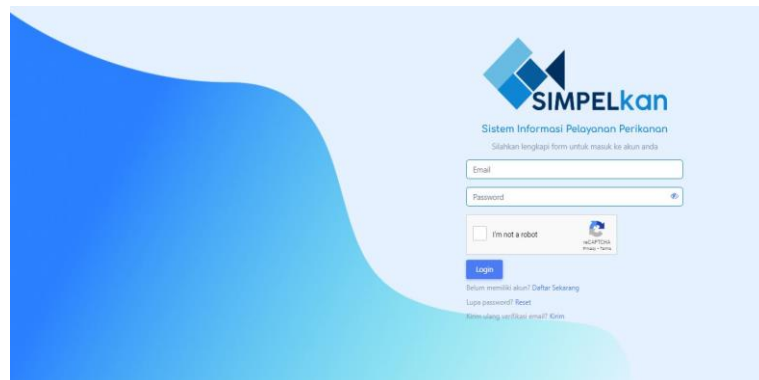 SIMPELkan
Sistem Informasi Pelayanan Perikanan
Silahkan lengkapi form untuk masuk ke akun anda
Email
Password
I'm not a robot
reCAPTCHA
Privacy - Terms
Login
Belum memiliki akun? Daftar Sekarang
Lupa password? Reset
Kirim ulang verifikasi email? Kirim